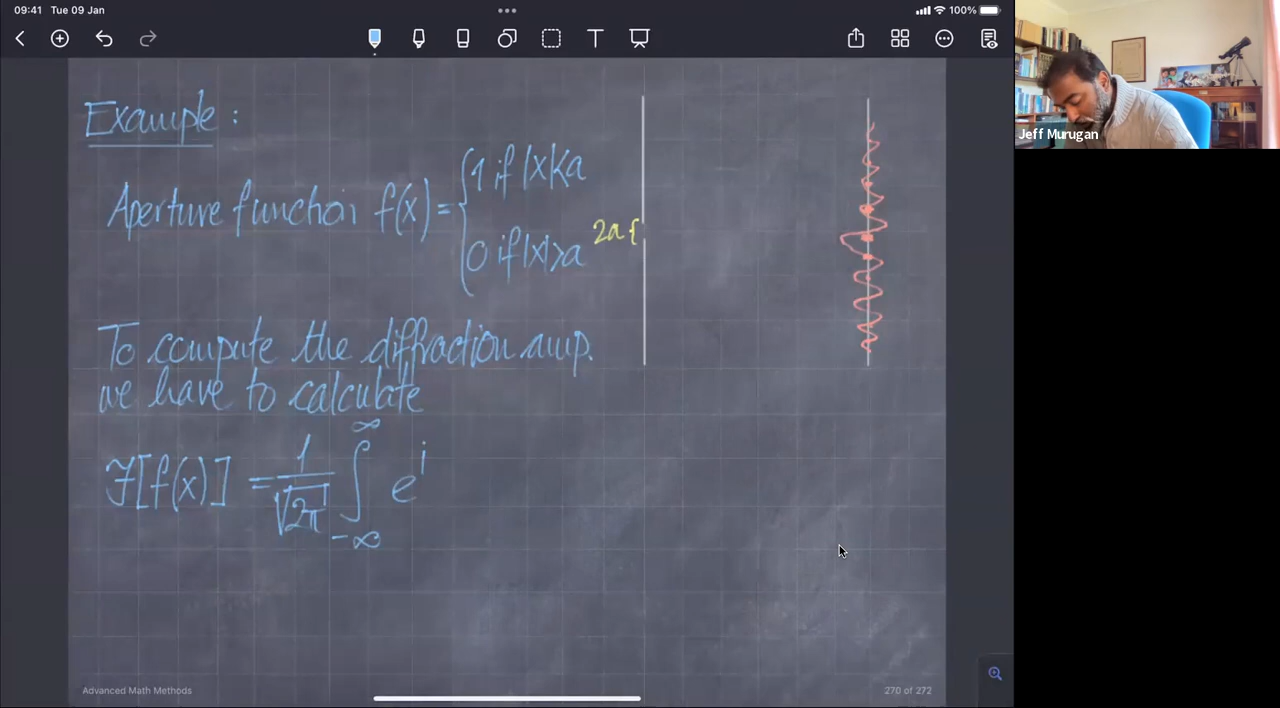 09:41 Tue 09 Jan
100%
Jeff Murugan
Example :
Aperture function f(x) = { 1 if |x|<a
0 if |x|>a
2a {
To compute the diffraction amp.
we have to calculate
ℱ[f(x)] = 1/√2π ∫_{-∞}^{∞} e^i
Advanced Math Methods
270 of 272